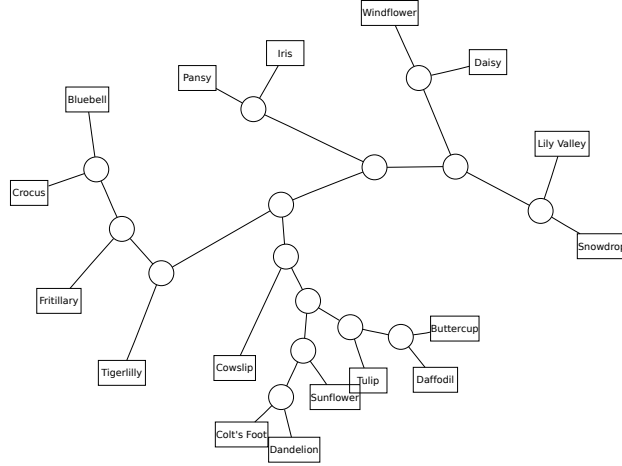 Windflower
Iris
Daisy
Pansy
Bluebell
Lily Valley
Crocus
Snowdrop
Fritillary
Buttercup
Cowslip
Tigerlilly
Tulip
Daffodil
Sunflower
Colt's Foot
Dandelion